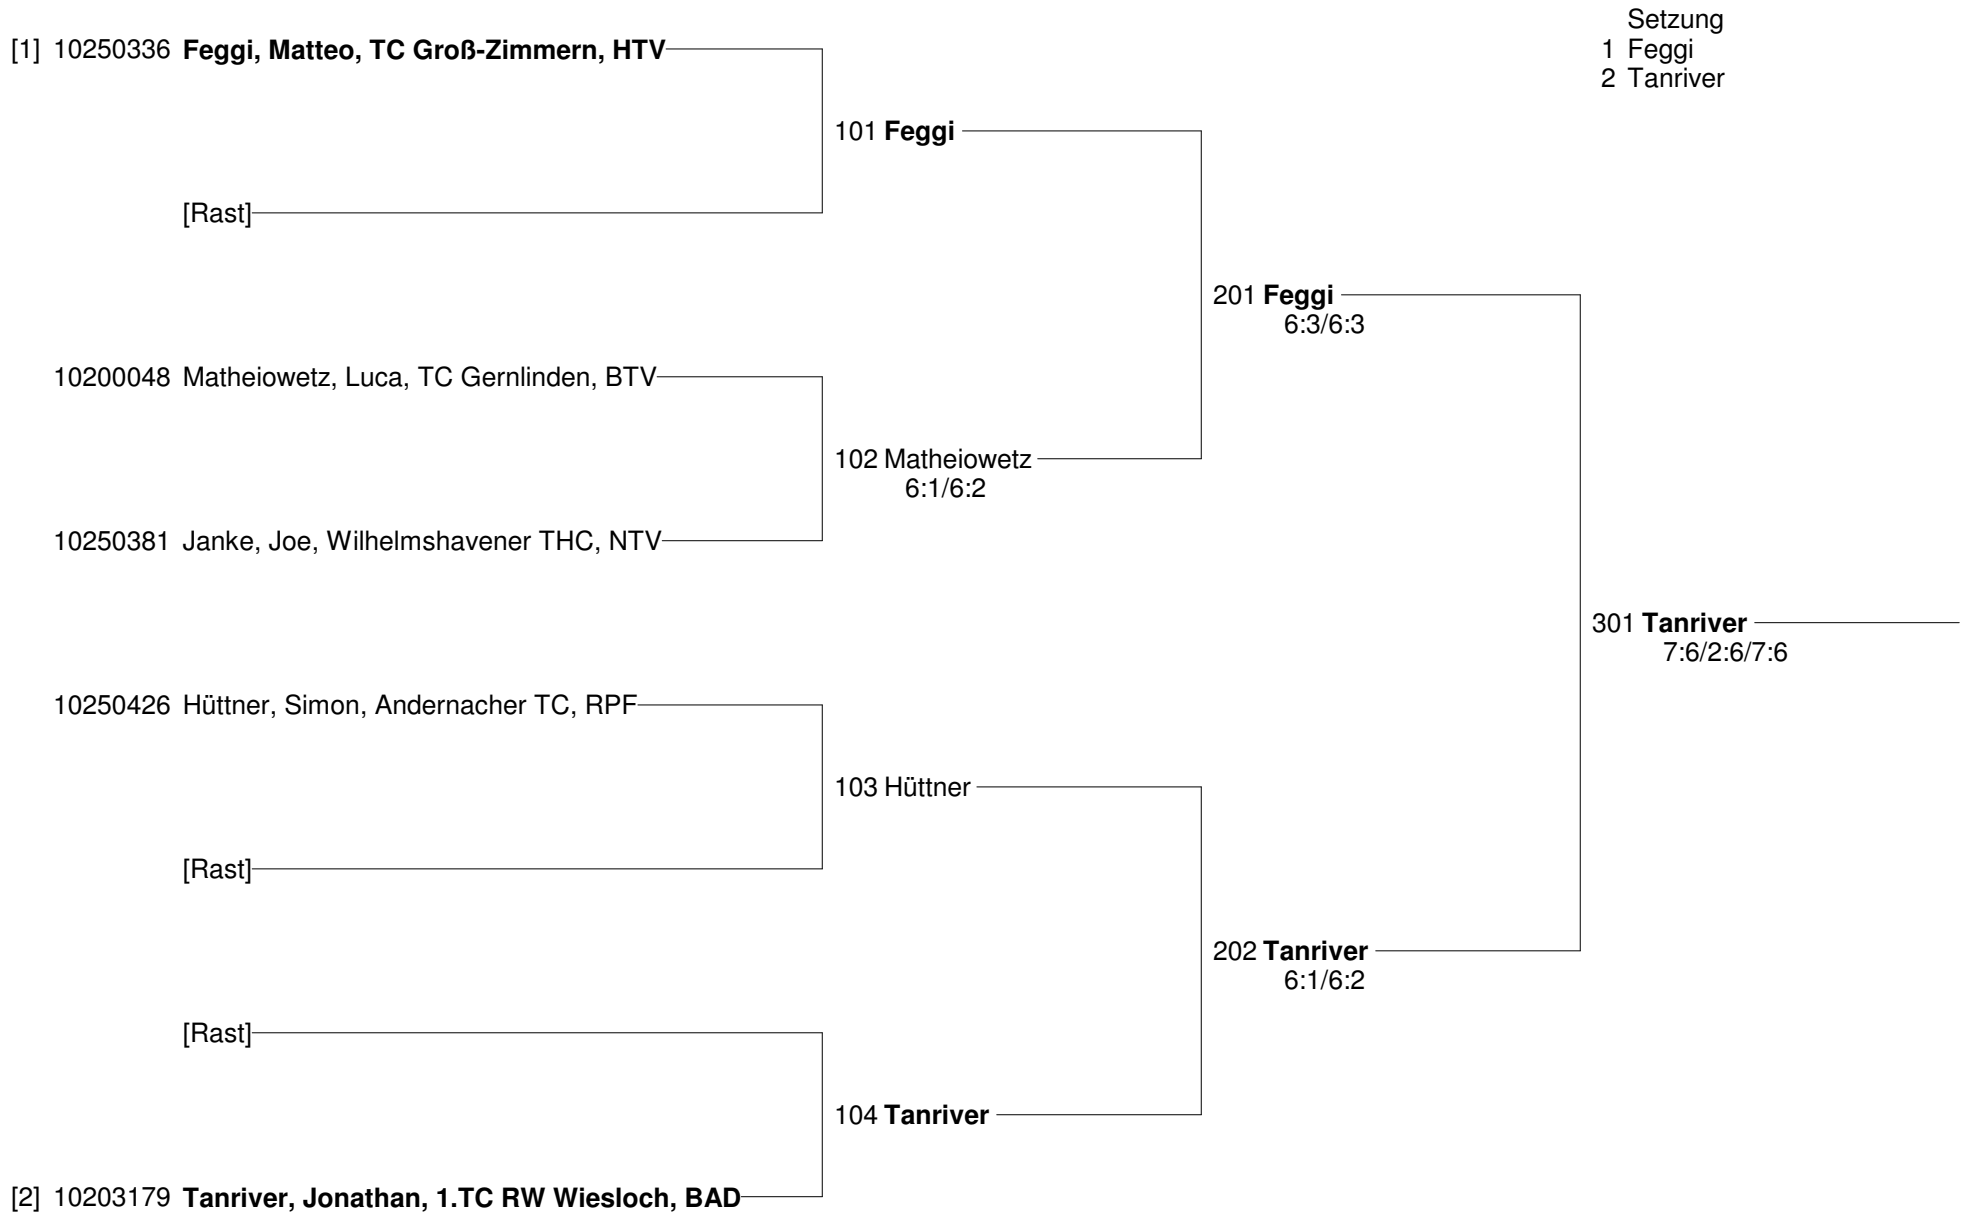 Setzung
1 Feggi
2 Tanriver
[1] 10250336 Feggi, Matteo, TC Groß-Zimmern, HTV
101 Feggi
[Rast]
201 Feggi
6:3/6:3
10200048 Matheiowetz, Luca, TC Gernlinden, BTV
102 Matheiowetz
6:1/6:2
10250381 Janke, Joe, Wilhelmshavener THC, NTV
301 Tanriver
7:6/2:6/7:6
10250426 Hüttner, Simon, Andernacher TC, RPF
103 Hüttner
[Rast]
202 Tanriver
6:1/6:2
[Rast]
104 Tanriver
[2] 10203179 Tanriver, Jonathan, 1.TC RW Wiesloch, BAD